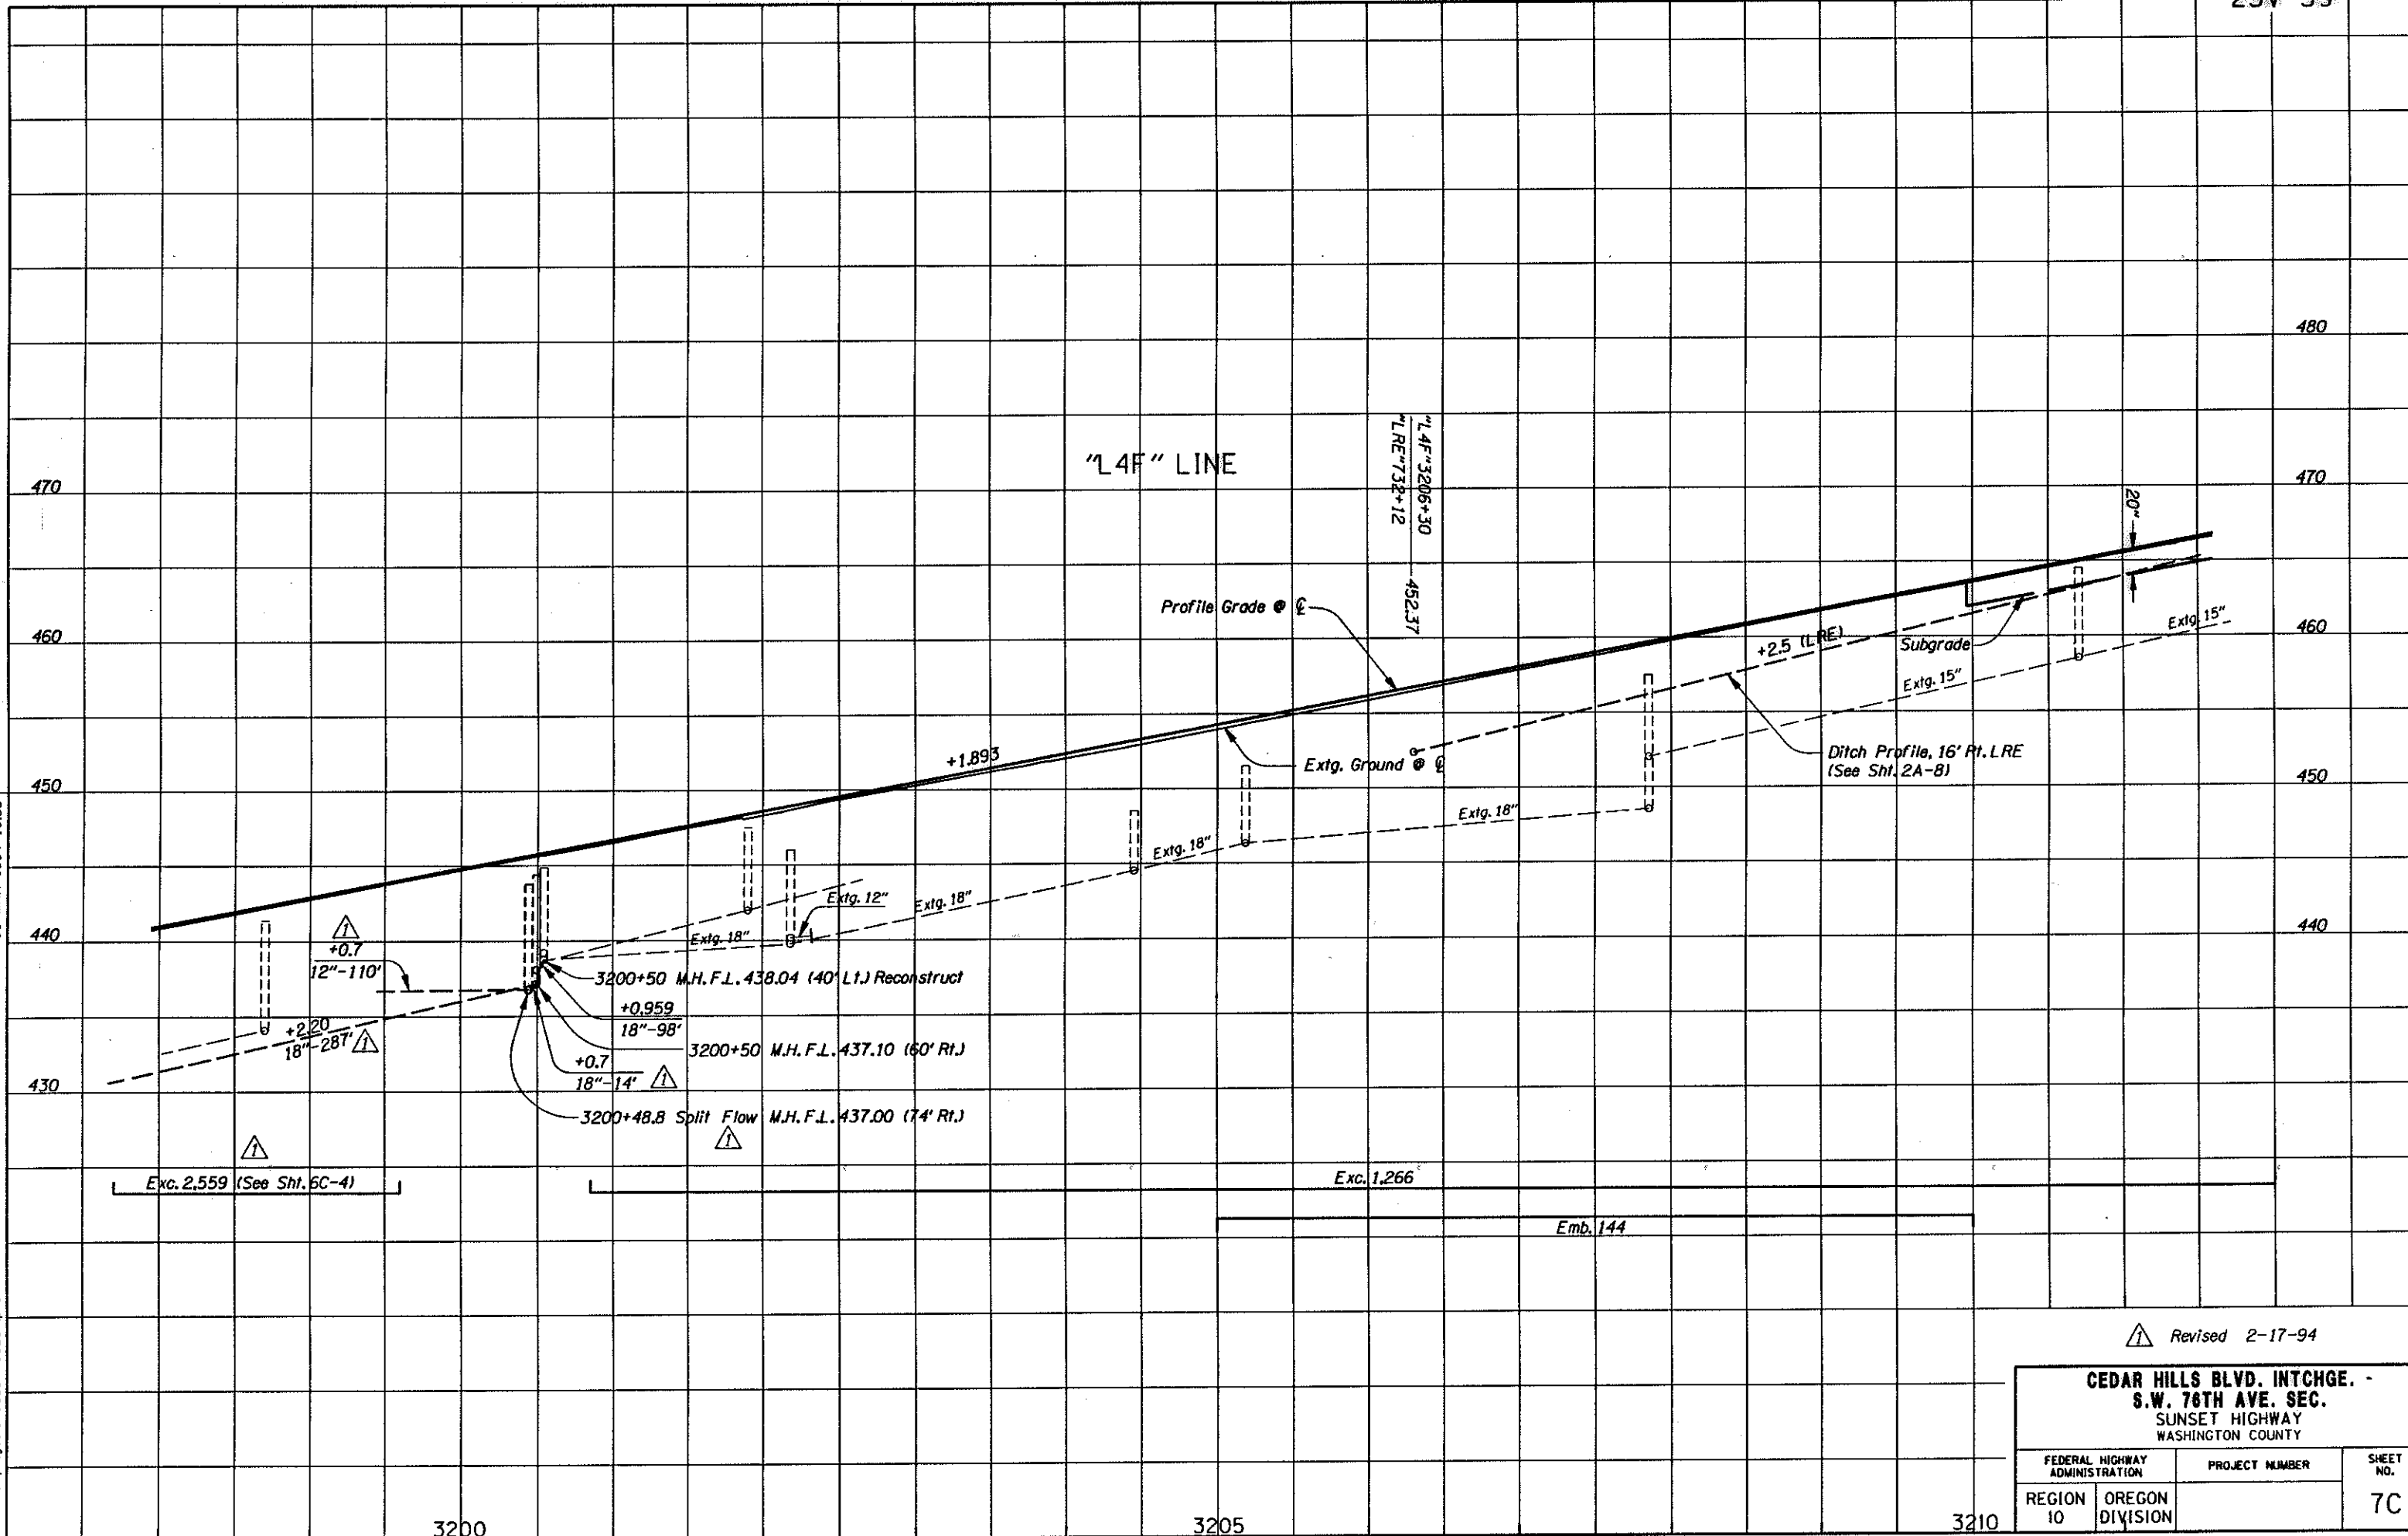 480
470
470
460
460
450
450
440
440
430
"L4F" LINE
"L4F" 3206+30
"LRE" 732+12
452.37
20"
Profile Grade @ ℄
+2.5 (LRE)
Subgrade
Extg. 15"
Extg. 15"
Ditch Profile, 16' Rt. LRE
(See Sht. 2A-8)
+1.893
Extg. Ground @ ℄
Extg. 18"
Extg. 18"
Extg. 12"
Extg. 18"
Extg. 18"
1
+0.7
12"-110'
3200+50 M.H. F.L. 438.04 (40' Lt.) Reconstruct
+0.959
18"-98'
3200+50 M.H. F.L. 437.10 (60' Rt.)
+2.20
18"-287' 1
+0.7
18"-14' 1
3200+48.8 Split Flow M.H. F.L. 437.00 (74' Rt.)
1
1
Exc. 2,559 (See Sht. 6C-4)
Exc. 1,266
Emb. 144
1 Revised 2-17-94
CEDAR HILLS BLVD. INTCHGE. -
S.W. 76TH AVE. SEC.
SUNSET HIGHWAY
WASHINGTON COUNTY
FEDERAL HIGHWAY
ADMINISTRATION
PROJECT NUMBER
SHEET
NO.
REGION
10
OREGON
DIVISION
7C
3200
3205
3210